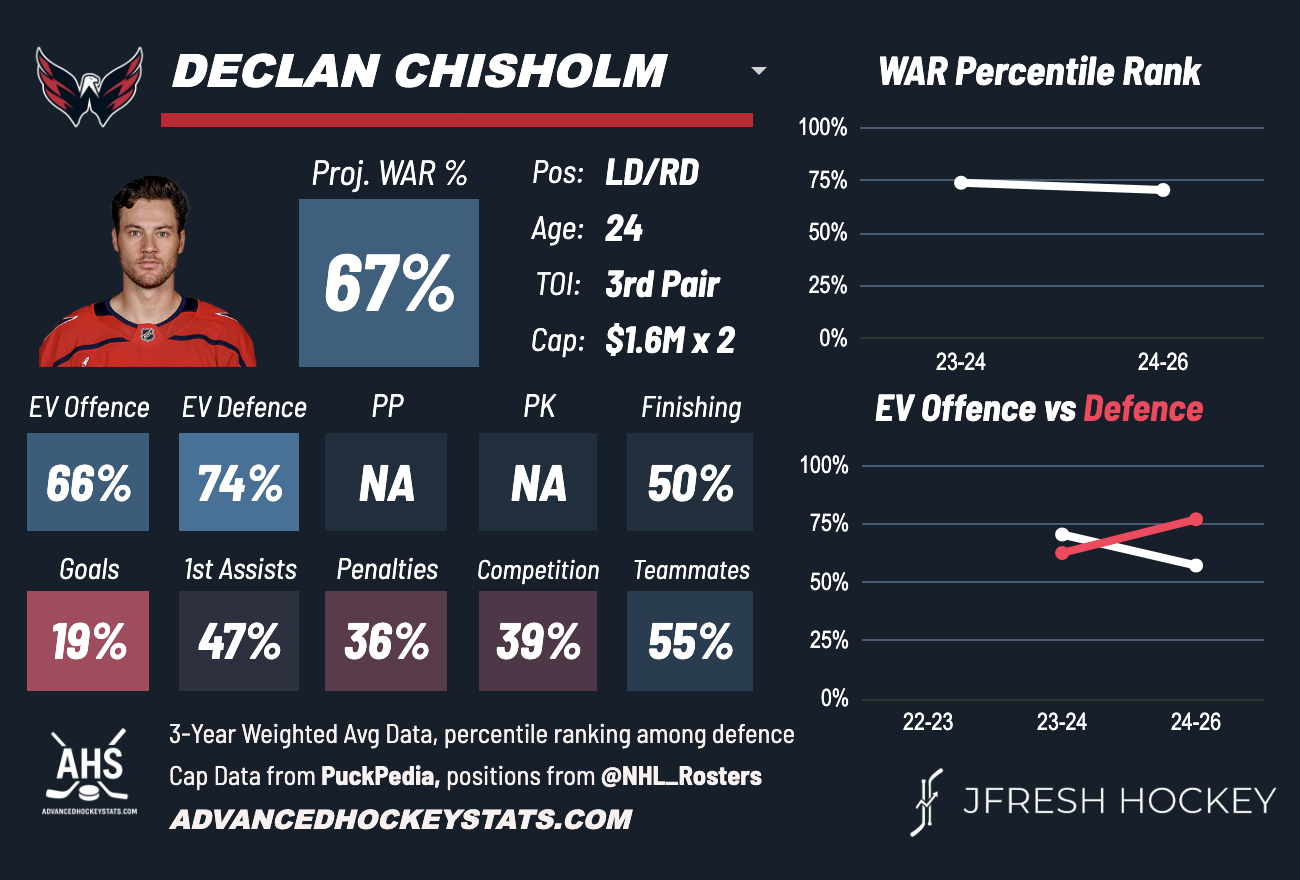 DECLAN CHISHOLM
Proj. WAR %
67%
Pos: LD/RD
Age: 24
TOI: 3rd Pair
Cap: $1.6M x 2
EV Offence EV Defence PP PK Finishing
66% 74% NA NA 50%
Goals 1st Assists Penalties Competition Teammates
19% 47% 36% 39% 55%
WAR Percentile Rank
100%
75%
50%
25%
0%
23-24 24-26
EV Offence vs Defence
100%
75%
50%
25%
0%
22-23 23-24 24-26
AHS
ADVANCEDHOCKEYSTATS.COM
3-Year Weighted Avg Data, percentile ranking among defence
Cap Data from PuckPedia, positions from @NHL_Rosters
ADVANCEDHOCKEYSTATS.COM
JFRESH HOCKEY